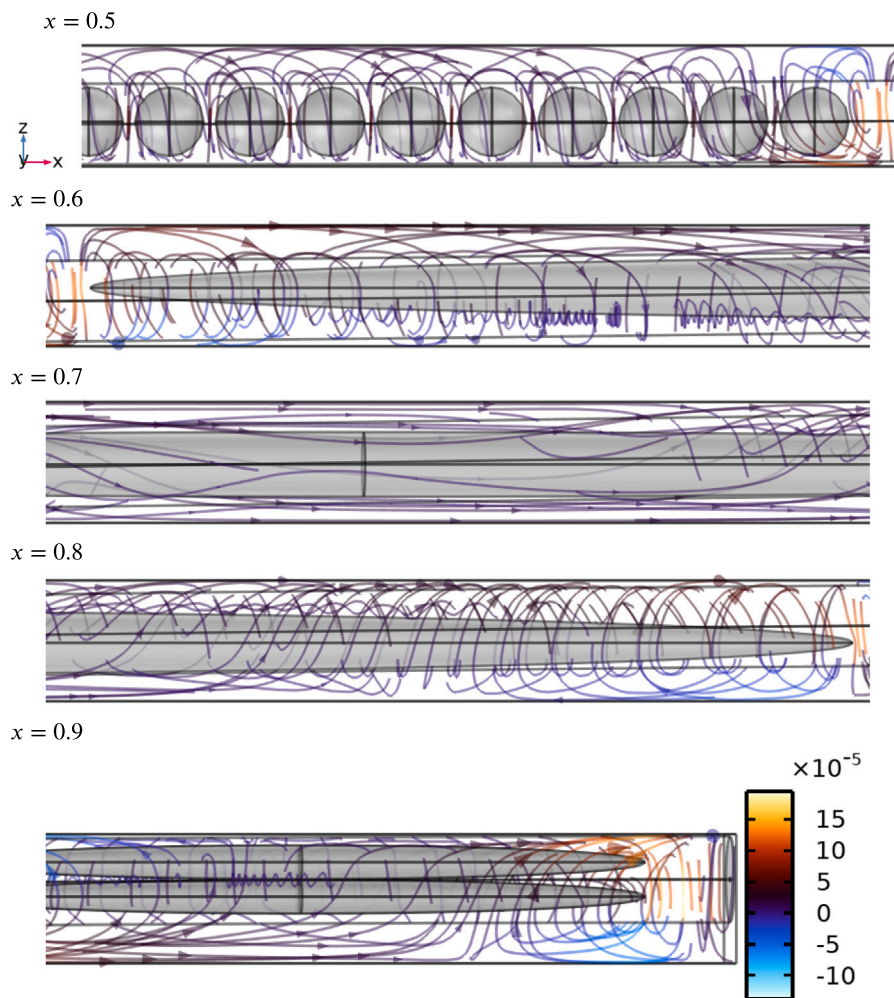 x = 0.5
z
y x
x = 0.6
x = 0.7
x = 0.8
x = 0.9
×10⁻⁵
15
10
5
0
-5
-10